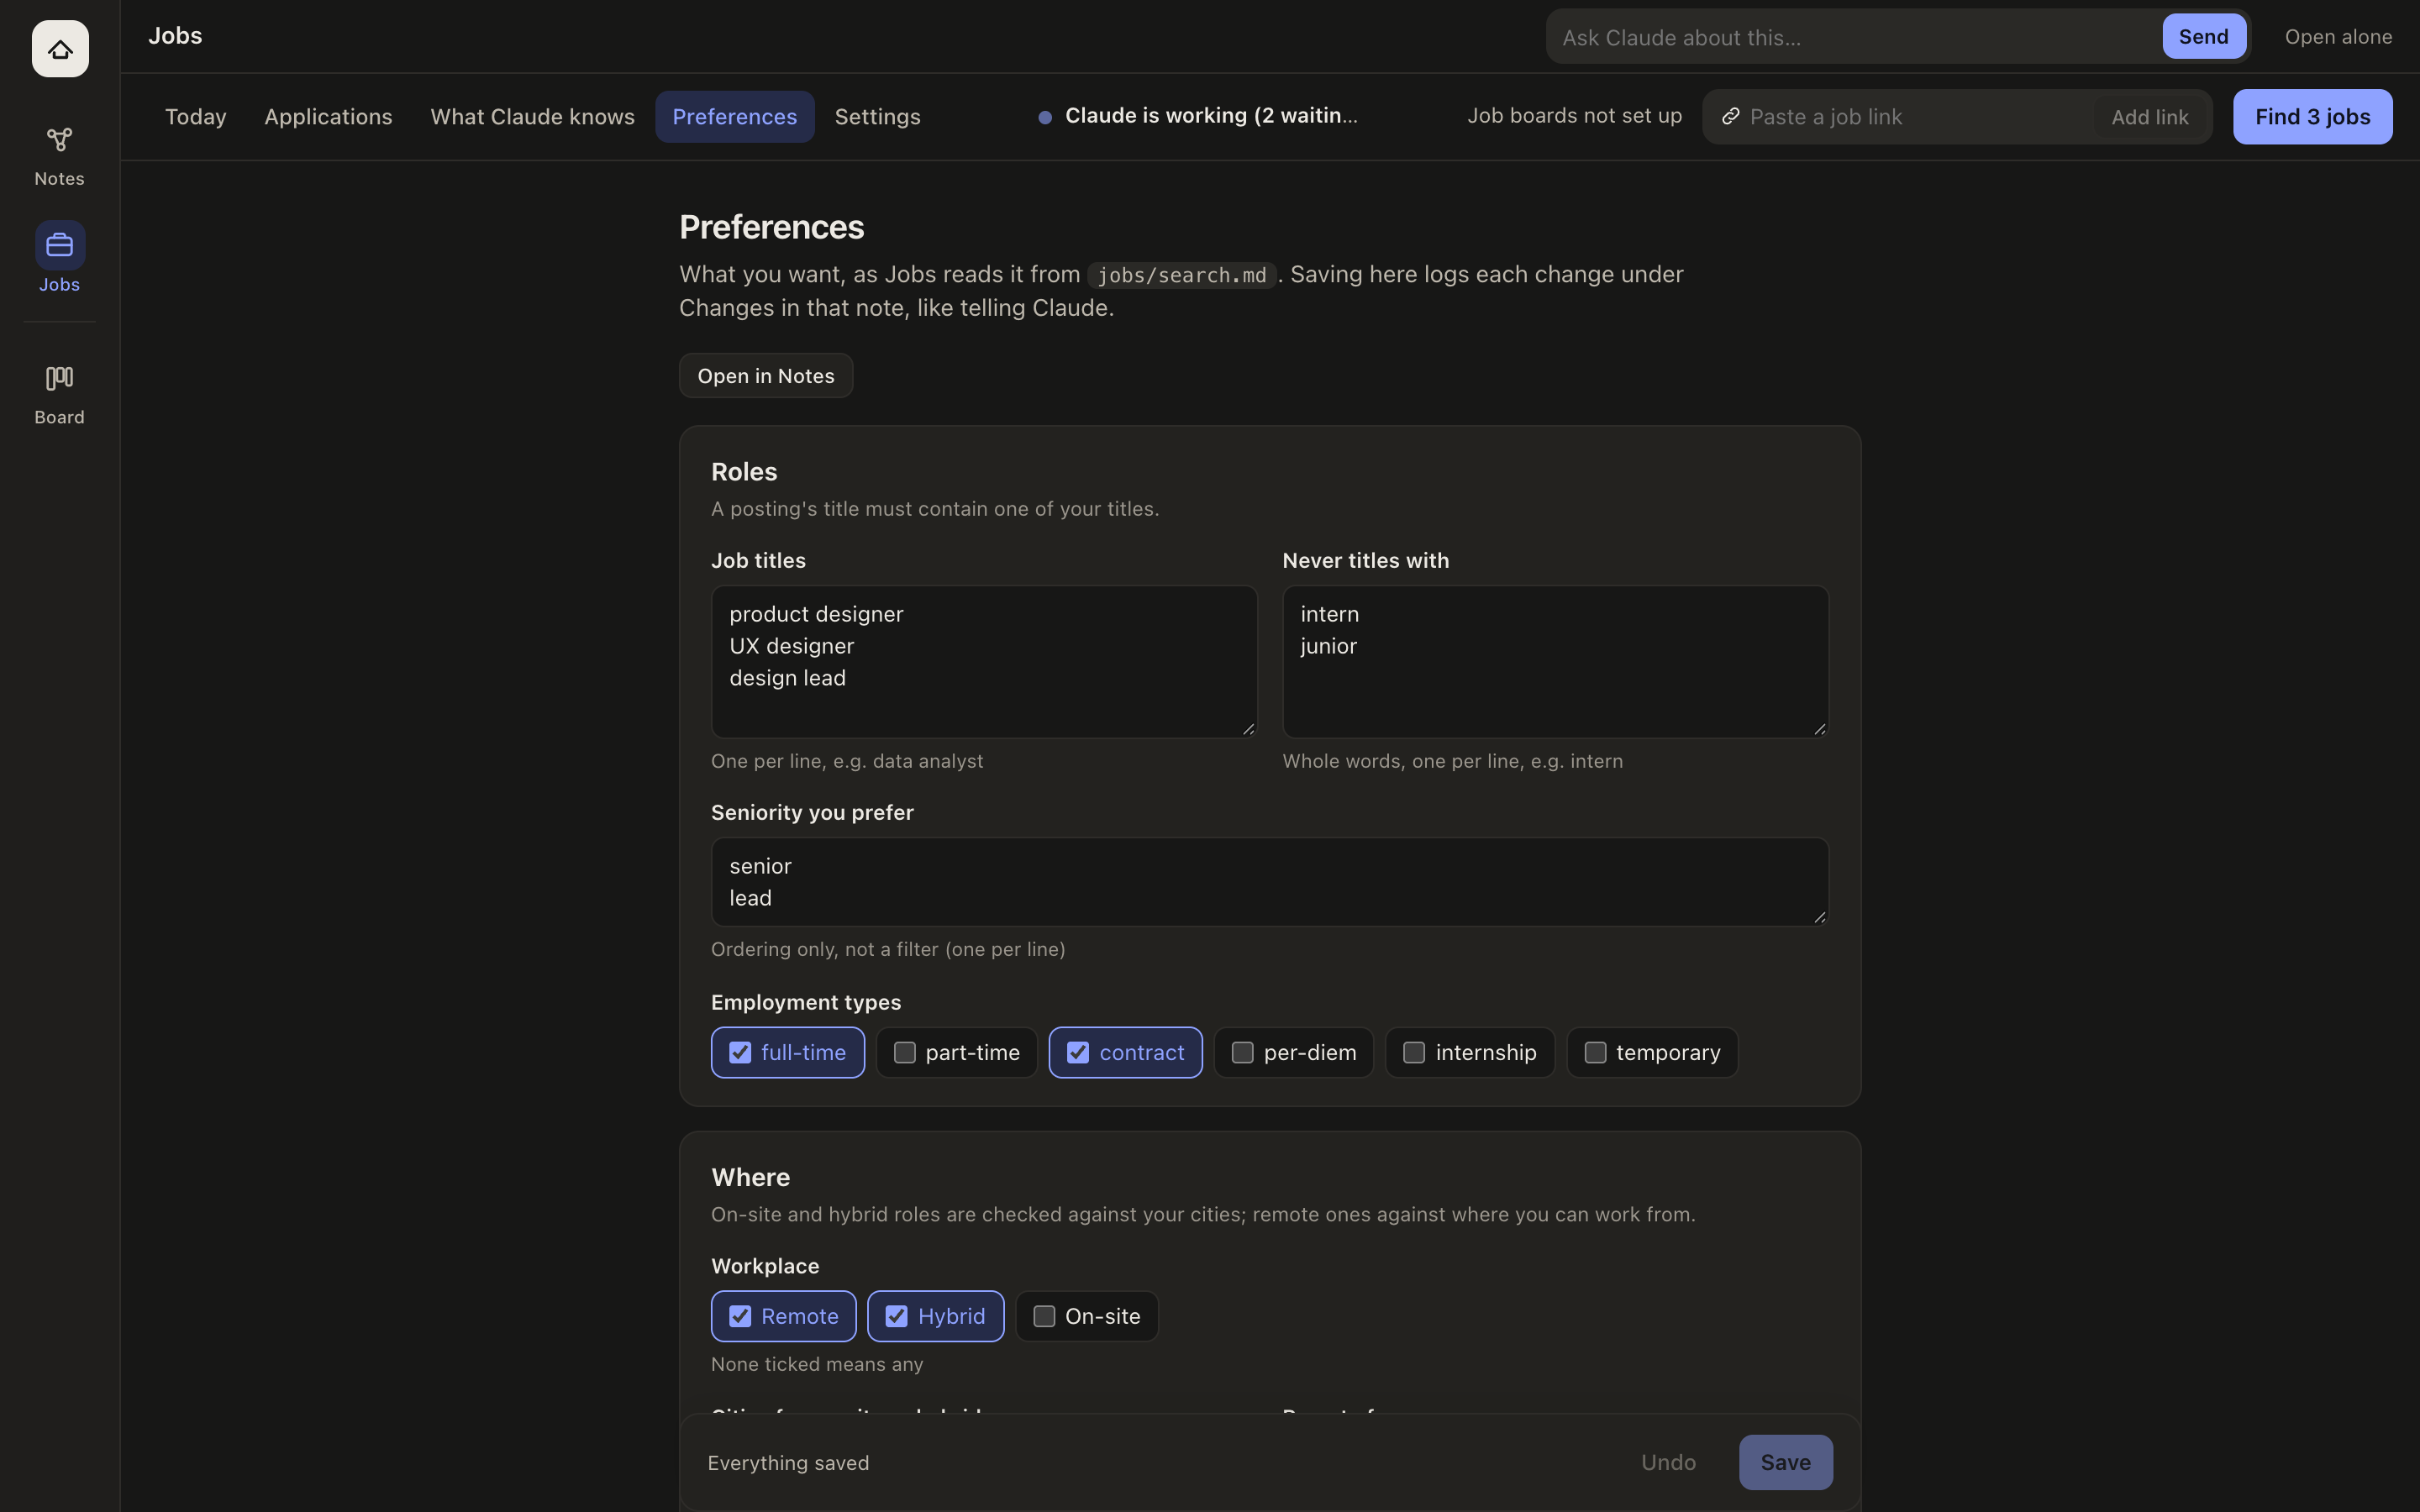 Jobs
Ask Claude about this...
Send
Open alone
Notes
Jobs
Board
Today
Applications
What Claude knows
Preferences
Settings
Claude is working (2 waitin...
Job boards not set up
Paste a job link
Add link
Find 3 jobs
Preferences
What you want, as Jobs reads it from jobs/search.md. Saving here logs each change under
Changes in that note, like telling Claude.
Open in Notes
Roles
A posting's title must contain one of your titles.
Job titles
product designer
UX designer
design lead
One per line, e.g. data analyst
Never titles with
intern
junior
Whole words, one per line, e.g. intern
Seniority you prefer
senior
lead
Ordering only, not a filter (one per line)
Employment types
full-time
part-time
contract
per-diem
internship
temporary
Where
On-site and hybrid roles are checked against your cities; remote ones against where you can work from.
Workplace
Remote
Hybrid
On-site
None ticked means any
Everything saved
Undo
Save